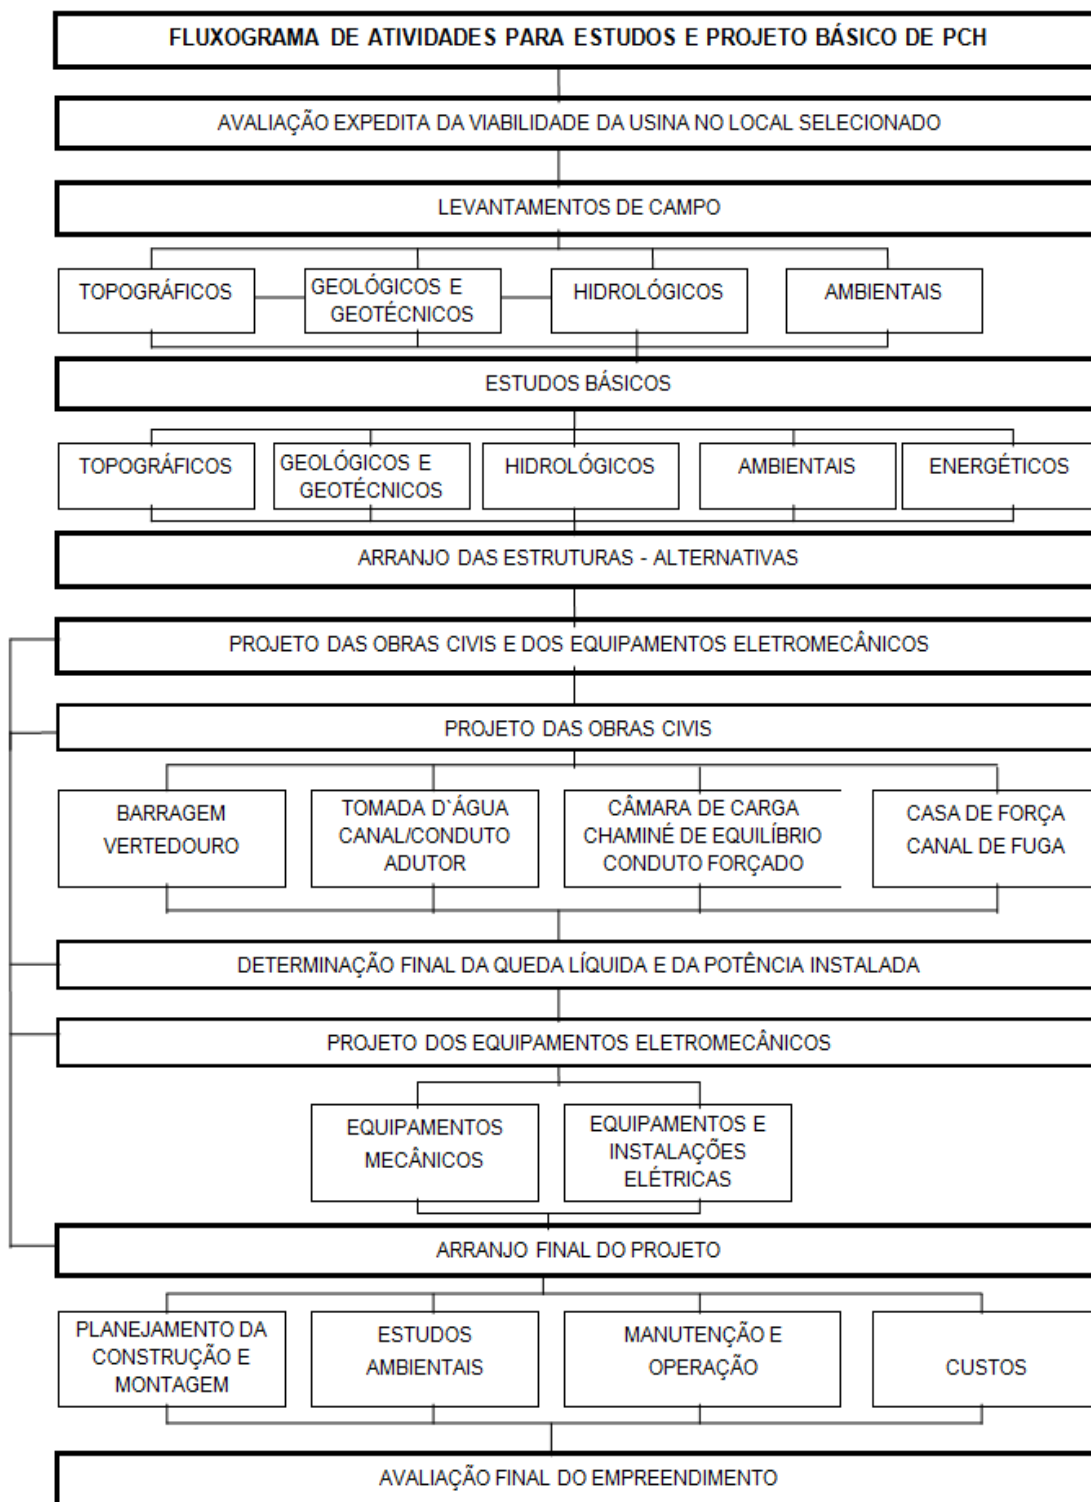 FLUXOGRAMA DE ATIVIDADES PARA ESTUDOS E PROJETO BÁSICO DE PCH
AVALIAÇÃO EXPEDITA DA VIABILIDADE DA USINA NO LOCAL SELECIONADO
LEVANTAMENTOS DE CAMPO
TOPOGRÁFICOS
GEOLÓGICOS E
GEOTÉCNICOS
HIDROLÓGICOS
AMBIENTAIS
ESTUDOS BÁSICOS
TOPOGRÁFICOS
GEOLÓGICOS E
GEOTÉCNICOS
HIDROLÓGICOS
AMBIENTAIS
ENERGÉTICOS
ARRANJO DAS ESTRUTURAS - ALTERNATIVAS
PROJETO DAS OBRAS CIVIS E DOS EQUIPAMENTOS ELETROMECÂNICOS
PROJETO DAS OBRAS CIVIS
BARRAGEM
VERTEDOURO
TOMADA D`ÁGUA
CANAL/CONDUTO
ADUTOR
CÂMARA DE CARGA
CHAMINÉ DE EQUILÍBRIO
CONDUTO FORÇADO
CASA DE FORÇA
CANAL DE FUGA
DETERMINAÇÃO FINAL DA QUEDA LÍQUIDA E DA POTÊNCIA INSTALADA
PROJETO DOS EQUIPAMENTOS ELETROMECÂNICOS
EQUIPAMENTOS
MECÂNICOS
EQUIPAMENTOS E
INSTALAÇÕES
ELÉTRICAS
ARRANJO FINAL DO PROJETO
PLANEJAMENTO DA
CONSTRUÇÃO E
MONTAGEM
ESTUDOS
AMBIENTAIS
MANUTENÇÃO E
OPERAÇÃO
CUSTOS
AVALIAÇÃO FINAL DO EMPREENDIMENTO